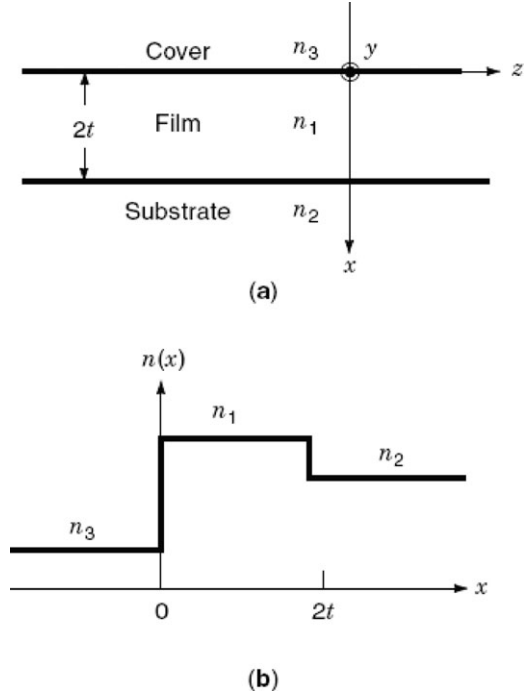 Cover n₃ y
z
2t Film n₁
Substrate n₂
x
(a)
n(x)
n₁
n₂
n₃
x
0 2t
(b)